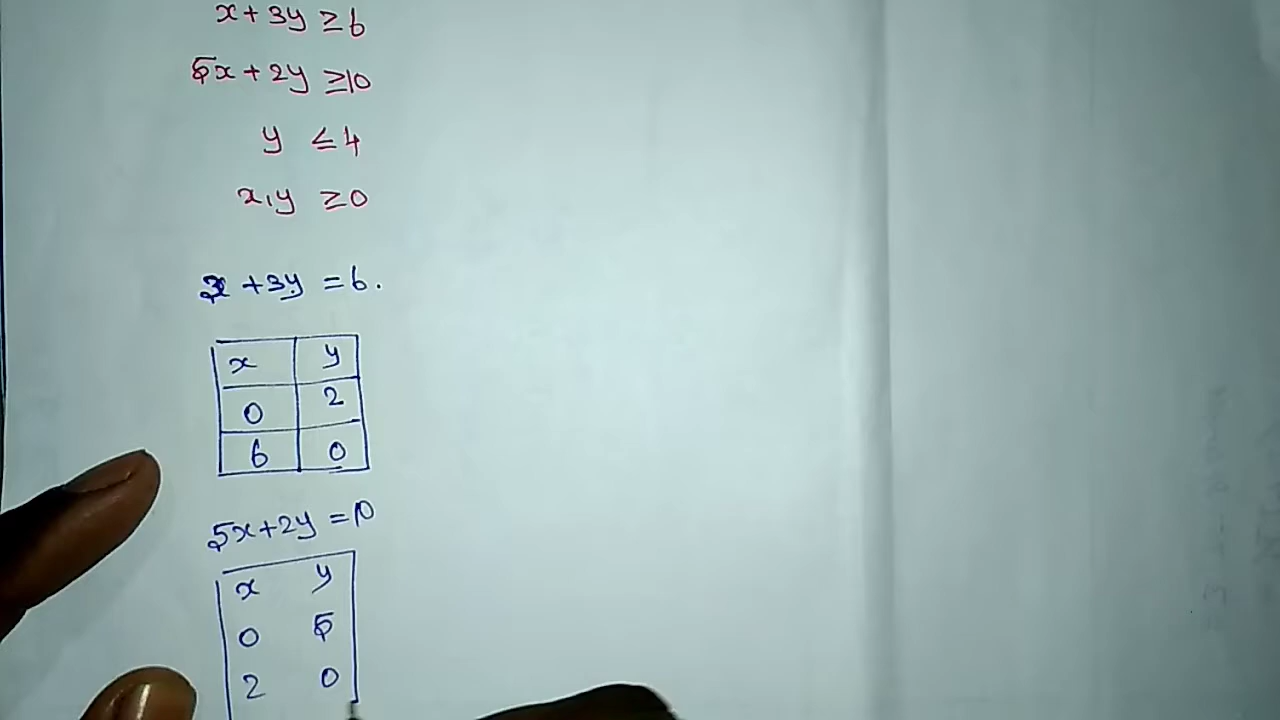 x + 3y ≥ 6
5x + 2y ≥ 10
y ≤ 4
x, y ≥ 0
x + 3y = 6.
x y
0 2
6 0
5x + 2y = 10
x y
0 5
2 0